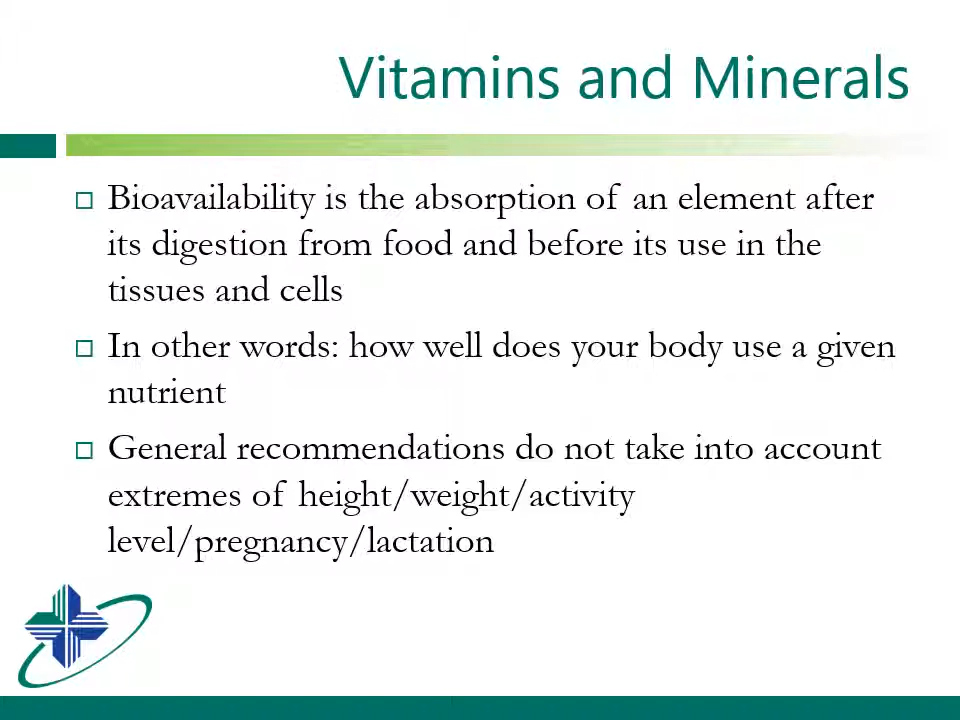 Vitamins and Minerals
Bioavailability is the absorption of an element after
its digestion from food and before its use in the
tissues and cells
In other words: how well does your body use a given
nutrient
General recommendations do not take into account
extremes of height/weight/activity
level/pregnancy/lactation